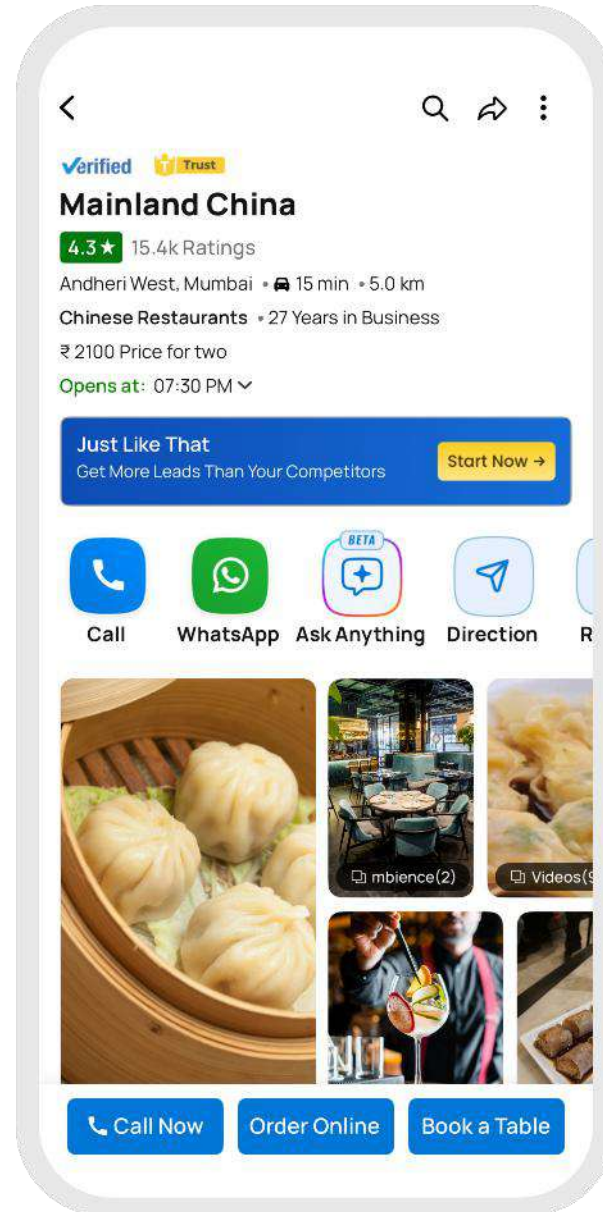 Verified T Trust
Mainland China
4.3★ 15.4k Ratings
Andheri West, Mumbai • 15 min • 5.0 km
Chinese Restaurants • 27 Years in Business
₹ 2100 Price for two
Opens at: 07:30 PM
Just Like That
Get More Leads Than Your Competitors
Start Now →
BETA
Call WhatsApp Ask Anything Direction R
mbience(2) Videos(9
Call Now Order Online Book a Table